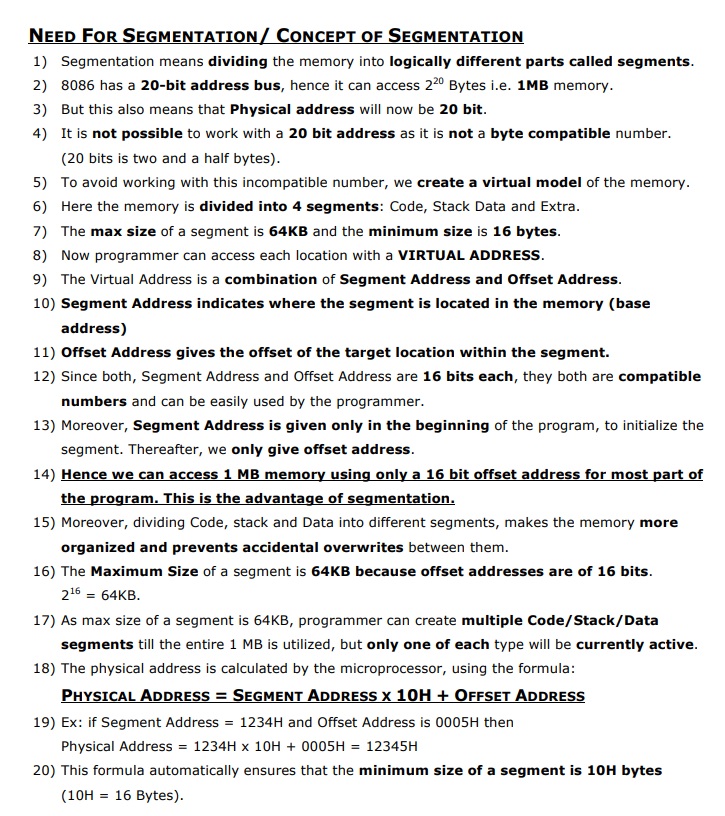 NEED FOR SEGMENTATION/ CONCEPT OF SEGMENTATION
1) Segmentation means dividing the memory into logically different parts called segments.
2) 8086 has a 20-bit address bus, hence it can access 2²⁰ Bytes i.e. 1MB memory.
3) But this also means that Physical address will now be 20 bit.
4) It is not possible to work with a 20 bit address as it is not a byte compatible number.
(20 bits is two and a half bytes).
5) To avoid working with this incompatible number, we create a virtual model of the memory.
6) Here the memory is divided into 4 segments: Code, Stack Data and Extra.
7) The max size of a segment is 64KB and the minimum size is 16 bytes.
8) Now programmer can access each location with a VIRTUAL ADDRESS.
9) The Virtual Address is a combination of Segment Address and Offset Address.
10) Segment Address indicates where the segment is located in the memory (base
address)
11) Offset Address gives the offset of the target location within the segment.
12) Since both, Segment Address and Offset Address are 16 bits each, they both are compatible
numbers and can be easily used by the programmer.
13) Moreover, Segment Address is given only in the beginning of the program, to initialize the
segment. Thereafter, we only give offset address.
14) Hence we can access 1 MB memory using only a 16 bit offset address for most part of
the program. This is the advantage of segmentation.
15) Moreover, dividing Code, stack and Data into different segments, makes the memory more
organized and prevents accidental overwrites between them.
16) The Maximum Size of a segment is 64KB because offset addresses are of 16 bits.
2¹⁶ = 64KB.
17) As max size of a segment is 64KB, programmer can create multiple Code/Stack/Data
segments till the entire 1 MB is utilized, but only one of each type will be currently active.
18) The physical address is calculated by the microprocessor, using the formula:
PHYSICAL ADDRESS = SEGMENT ADDRESS X 10H + OFFSET ADDRESS
19) Ex: if Segment Address = 1234H and Offset Address is 0005H then
Physical Address = 1234H x 10H + 0005H = 12345H
20) This formula automatically ensures that the minimum size of a segment is 10H bytes
(10H = 16 Bytes).